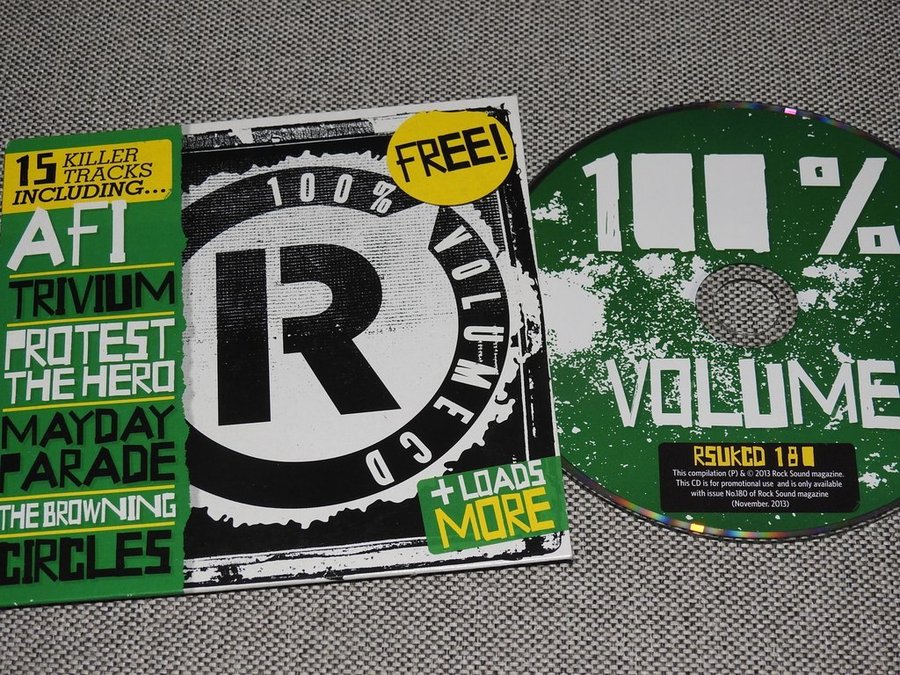 15 KILLER
TRACKS
INCLUDING...
AFI
TRIVIUM
PROTEST
THE HERO
MAYDAY
PARADE
THE BROWNING
CIRCLES
FREE!
100% VOLUME CD
R
+ LOADS
MORE
100%
VOLUME
RSUKCD 180
This compilation (P) & © 2013 Rock Sound magazine.
This CD is for promotional use and is only available
with issue No.180 of Rock Sound magazine
(November. 2013)